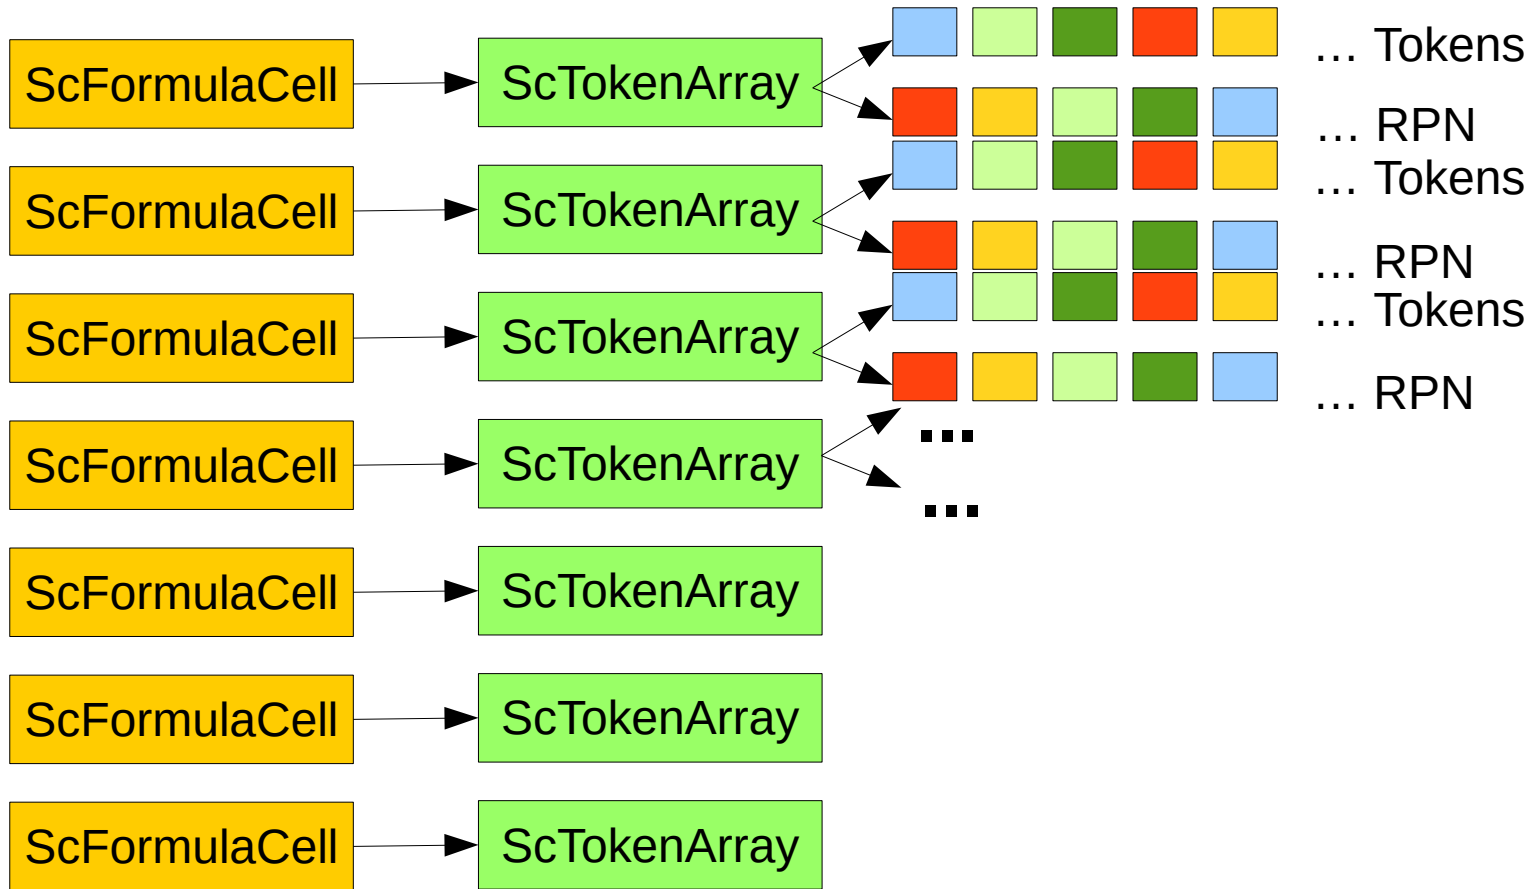 ScFormulaCell ScTokenArray … Tokens
… RPN
ScFormulaCell ScTokenArray … Tokens
… RPN
ScFormulaCell ScTokenArray … Tokens
… RPN
ScFormulaCell ScTokenArray ...
...
ScFormulaCell ScTokenArray
ScFormulaCell ScTokenArray
ScFormulaCell ScTokenArray